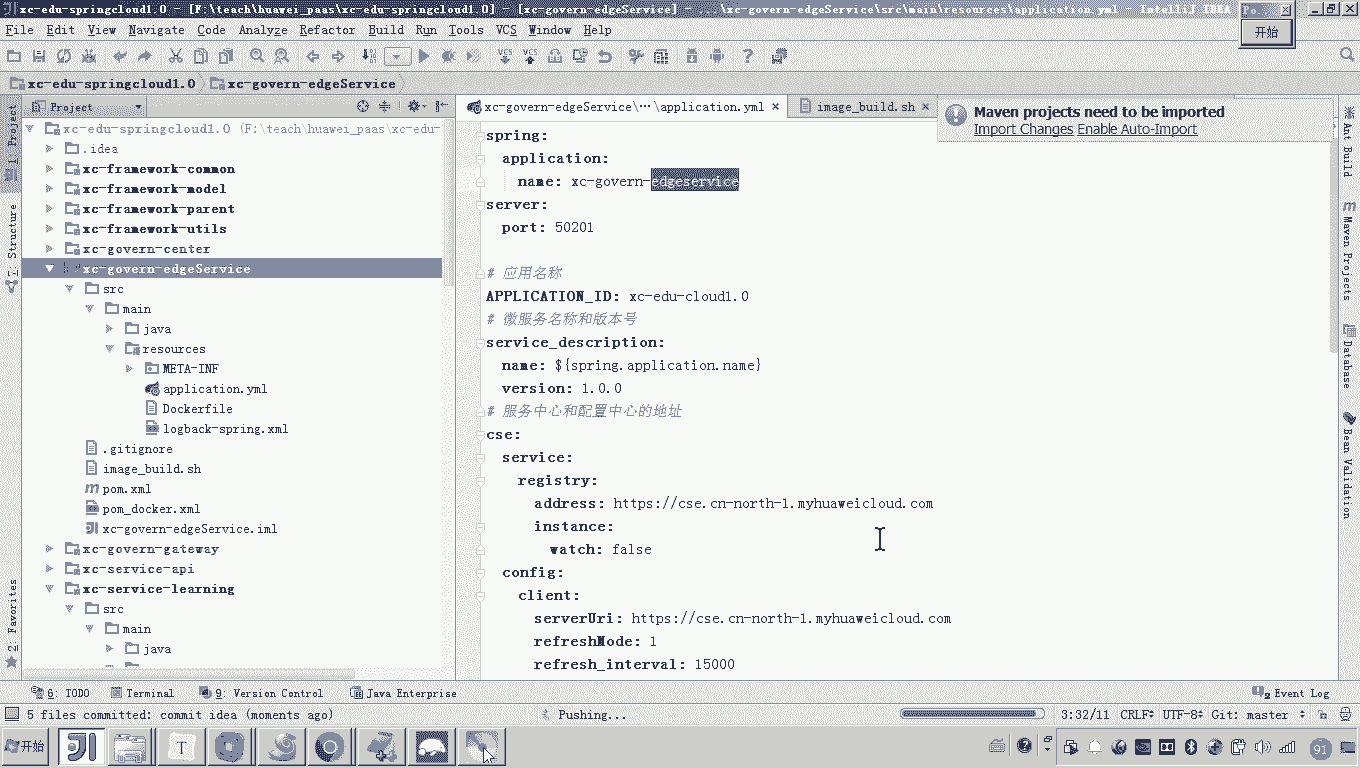 xc-edu-springcloud1.0 - [F:\teach\huawei_paas\xc-edu-springcloud1.0] - [xc-govern-edgeService] - ...\xc-govern-edgeService\src\main\resources\application.yml - IntelliJ IDEA
Po...
开始
File Edit View Navigate Code Analyze Refactor Build Run Tools VCS Window Help
xc-edu-springcloud1.0 xc-govern-edgeService
Project
xc-govern-edgeService\...\application.yml
image_build.sh
Maven projects need to be imported
Import Changes Enable Auto-Import
1: Project
7: Structure
2: Favorites
xc-edu-springcloud1.0 (F:\teach\huawei_paas\xc-edu-
.idea
xc-framework-common
xc-framework-model
xc-framework-parent
xc-framework-utils
xc-govern-center
xc-govern-edgeService
src
main
java
resources
META-INF
application.yml
Dockerfile
logback-spring.xml
.gitignore
image_build.sh
pom.xml
pom_docker.xml
xc-govern-edgeService.iml
xc-govern-gateway
xc-service-api
xc-service-learning
src
main
java
spring:
application:
name: xc-govern-edgeservice
server:
port: 50201
# 应用名称
APPLICATION_ID: xc-edu-cloud1.0
# 微服务名称和版本号
service_description:
name: ${spring.application.name}
version: 1.0.0
# 服务中心和配置中心的地址
cse:
service:
registry:
address: https://cse.cn-north-1.myhuaweicloud.com
instance:
watch: false
config:
client:
serverUri: https://cse.cn-north-1.myhuaweicloud.com
refreshMode: 1
refresh_interval: 15000
Ant Build
Maven Projects
Database
Bean Validation
6: TODO Terminal 9: Version Control Java Enterprise
2 Event Log
5 files committed: commit idea (moments ago)
Pushing...
3:32/11 CRLF UTF-8 Git: master
开始
91